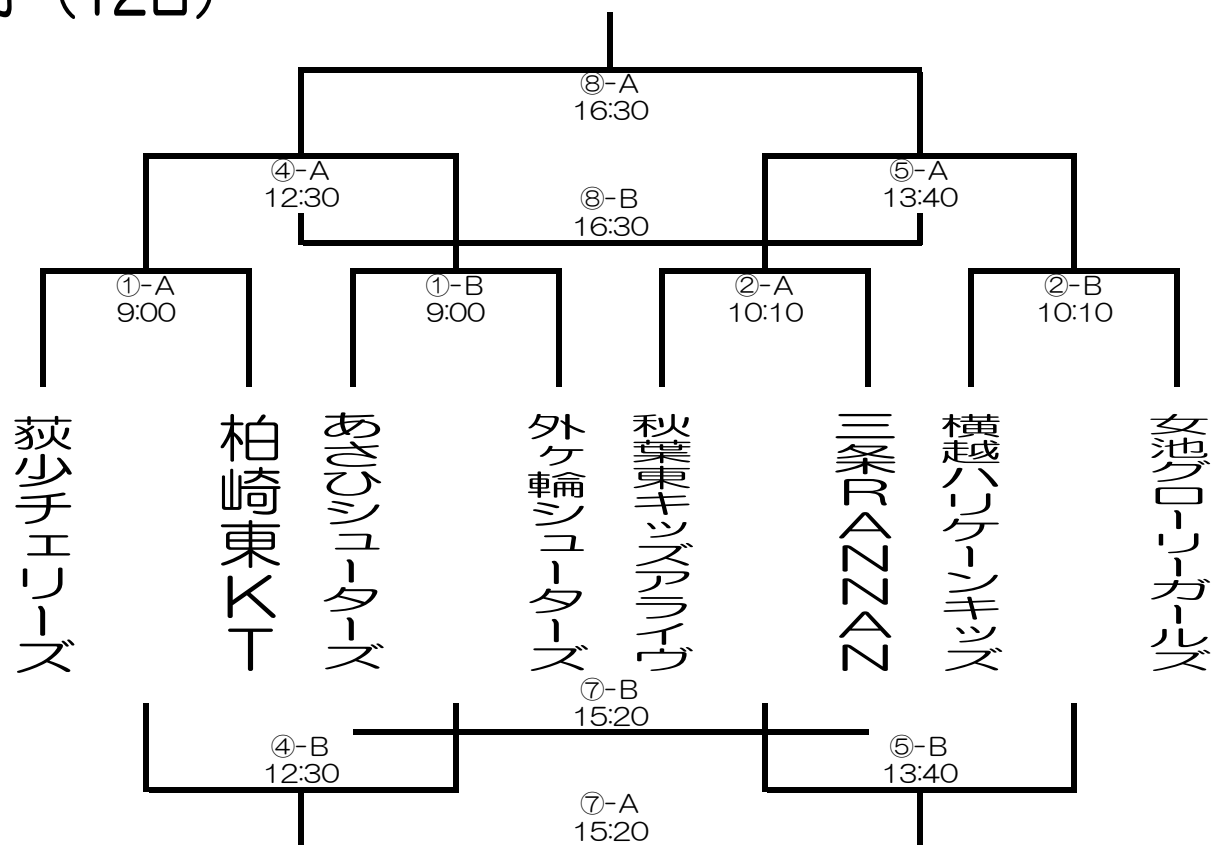 (12日)
⑧-A
16:30
④-A
12:30
⑤-A
13:40
⑧-B
16:30
①-A
9:00
①-B
9:00
②-A
10:10
②-B
10:10
荻少チェリーズ
柏崎東KT
あさひシューターズ
外ヶ輪シューターズ
秋葉東キッズアライヴ
三条RANNAN
横越ハリケーンキッズ
女池グローリーガールズ
⑦-B
15:20
④-B
12:30
⑤-B
13:40
⑦-A
15:20